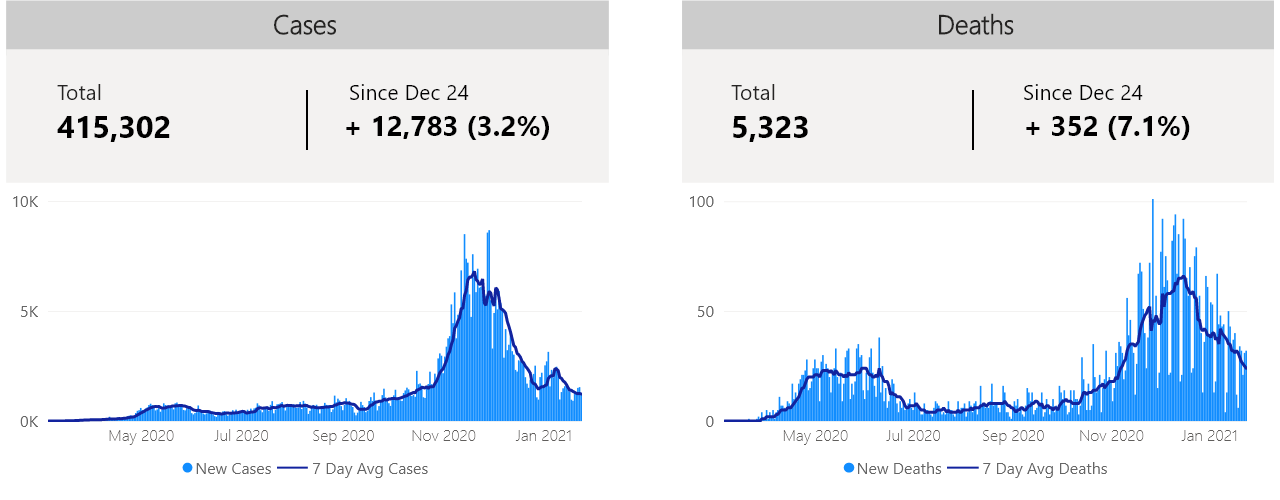 Cases
Total
415,302
Since Dec 24
+ 12,783 (3.2%)
10K
5K
0K
May 2020 Jul 2020 Sep 2020 Nov 2020 Jan 2021
New Cases 7 Day Avg Cases
Deaths
Total
5,323
Since Dec 24
+ 352 (7.1%)
100
50
0
May 2020 Jul 2020 Sep 2020 Nov 2020 Jan 2021
New Deaths 7 Day Avg Deaths